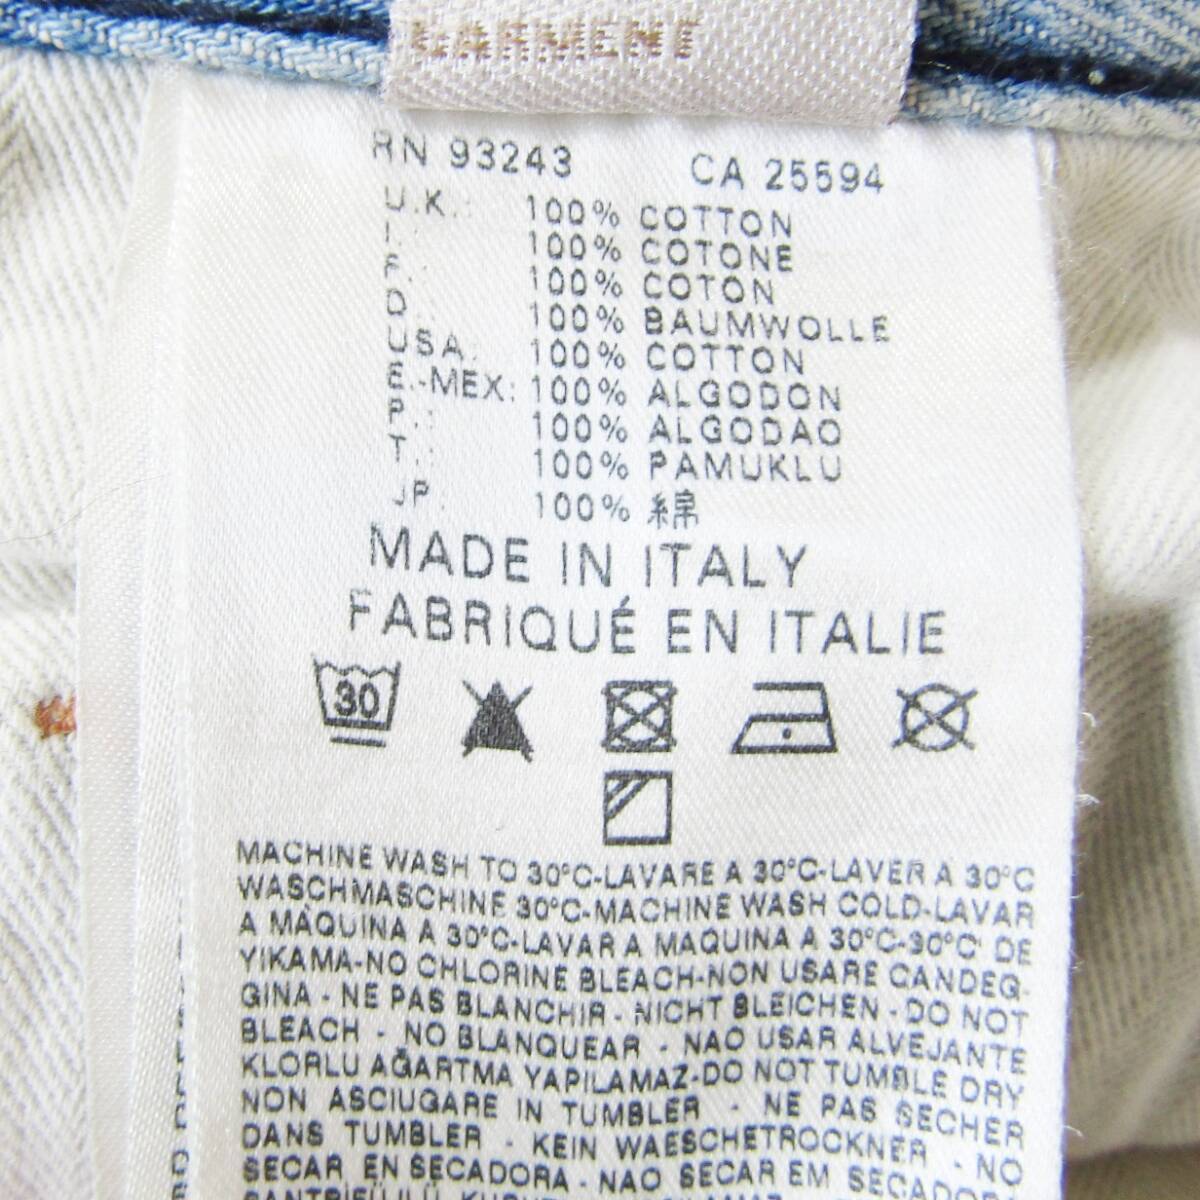 GARMENT
RN 93243 CA 25594
U.K.: 100% COTTON
I.: 100% COTONE
F.: 100% COTON
D.: 100% BAUMWOLLE
USA: 100% COTTON
E.-MEX: 100% ALGODON
P.: 100% ALGODAO
T.: 100% PAMUKLU
JP. 100% 綿
MADE IN ITALY
FABRIQUÉ EN ITALIE
30
MACHINE WASH TO 30°C-LAVARE A 30°C-LAVER A 30°C
WASCHMASCHINE 30°C-MACHINE WASH COLD-LAVAR
A MÁQUINA A 30°C-LAVAR A MAQUINA A 30°C-30°C' DE
YIKAMA-NO CHLORINE BLEACH-NON USARE CANDEG-
GINA - NE PAS BLANCHIR - NICHT BLEICHEN - DO NOT
BLEACH - NO BLANQUEAR - NAO USAR ALVEJANTE
KLORLU AĞARTMA YAPILAMAZ-DO NOT TUMBLE DRY
NON ASCIUGARE IN TUMBLER - NE PAS SECHER
DANS TUMBLER - KEIN WAESCHETROCKNER - NO
SECAR EN SECADORA - NAO SECAR EM SECADORA